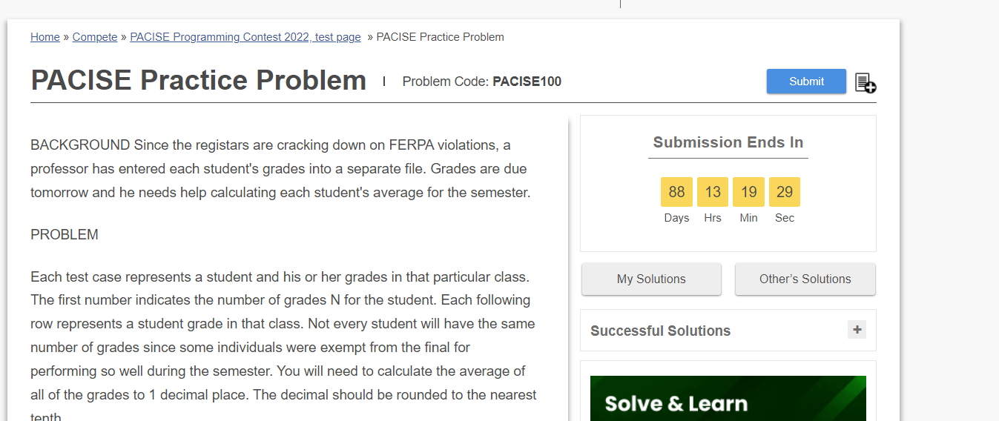 Home » Compete » PACISE Programming Contest 2022, test page » PACISE Practice Problem
PACISE Practice Problem
Problem Code: PACISE100
Submit
BACKGROUND Since the registars are cracking down on FERPA violations, a
professor has entered each student's grades into a separate file. Grades are due
tomorrow and he needs help calculating each student's average for the semester.
PROBLEM
Each test case represents a student and his or her grades in that particular class.
The first number indicates the number of grades N for the student. Each following
row represents a student grade in that class. Not every student will have the same
number of grades since some individuals were exempt from the final for
performing so well during the semester. You will need to calculate the average of
all of the grades to 1 decimal place. The decimal should be rounded to the nearest
tenth
Submission Ends In
88 13 19 29
Days Hrs Min Sec
My Solutions
Other's Solutions
Successful Solutions
+
Solve & Learn